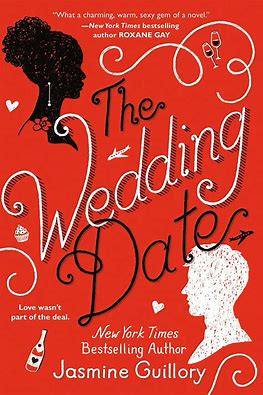 "What a charming, warm, sexy gem of a novel."
—New York Times bestselling
author ROXANE GAY
The
Wedding
Date
Love wasn't
part of the deal.
New York Times
Bestselling Author
Jasmine Guillory